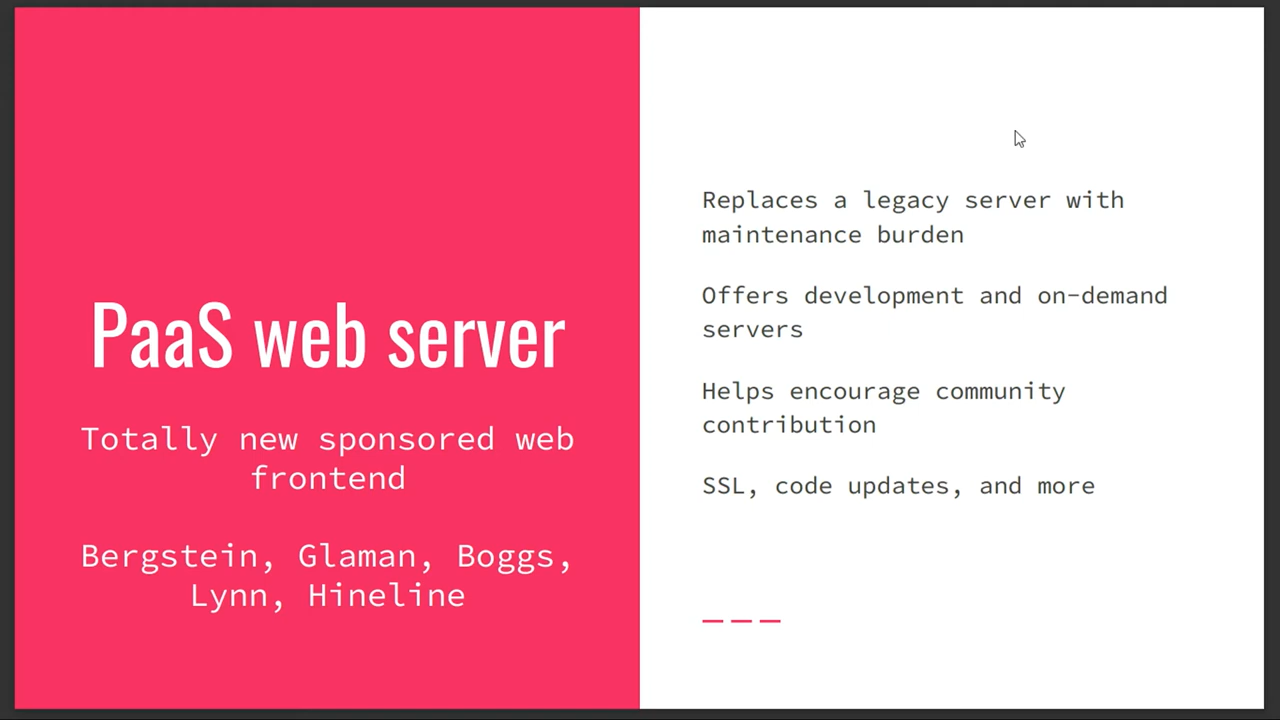 PaaS web server
Totally new sponsored web
frontend
Bergstein, Glaman, Boggs,
Lynn, Hineline
Replaces a legacy server with
maintenance burden
Offers development and on-demand
servers
Helps encourage community
contribution
SSL, code updates, and more